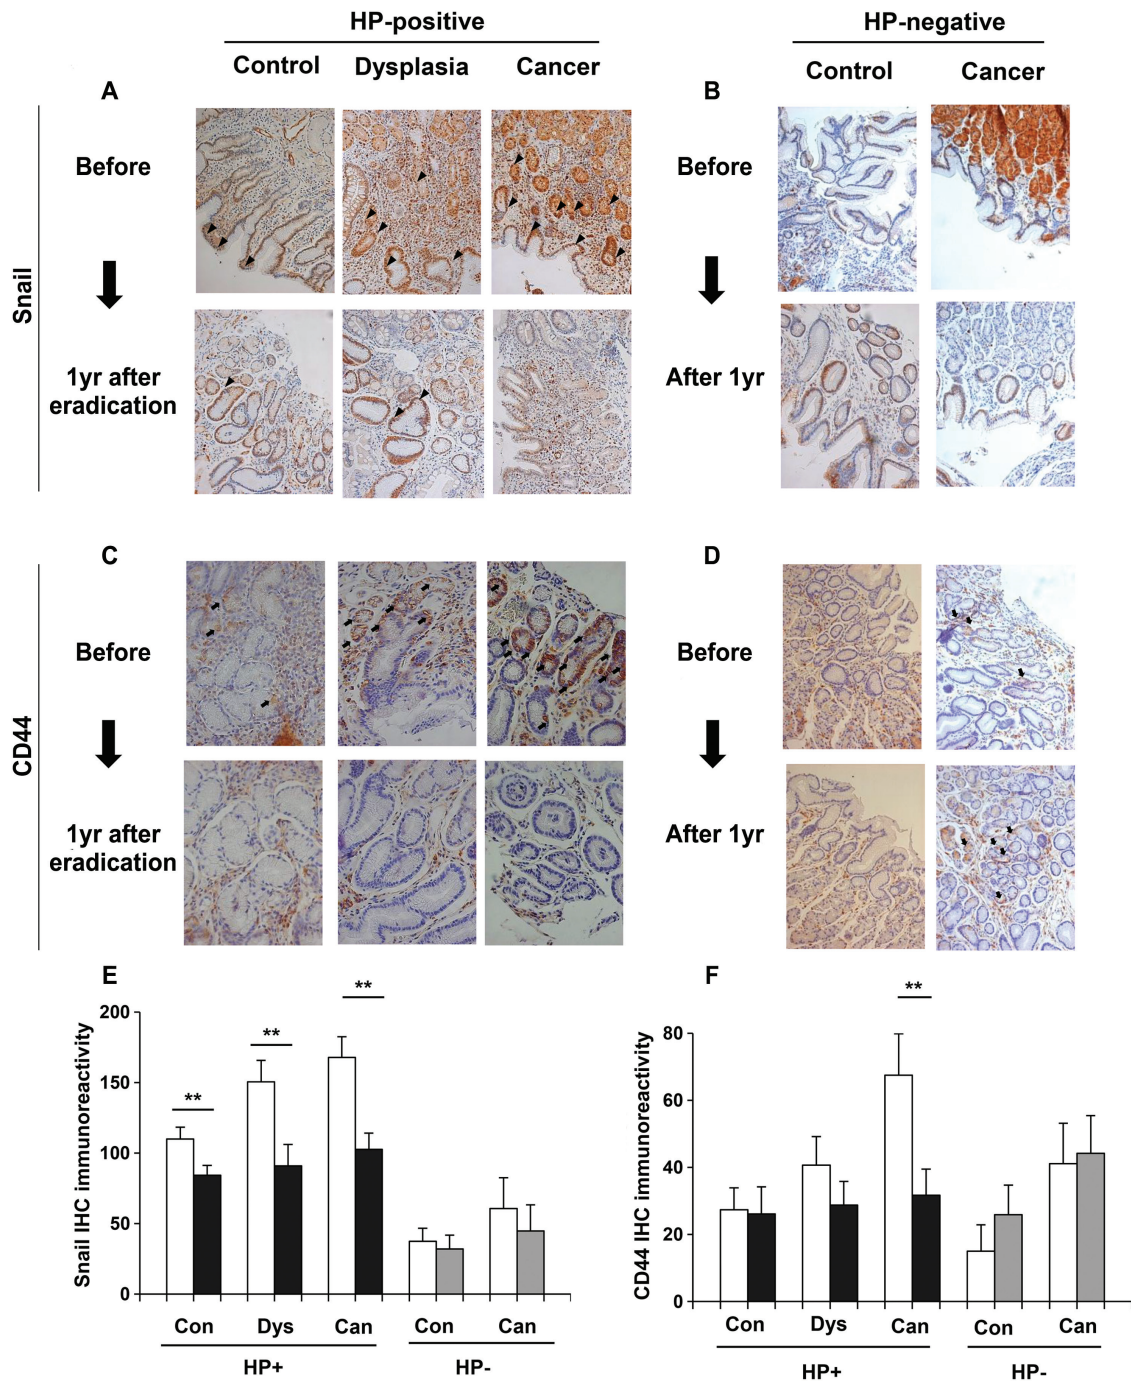 HP-positive
HP-negative
Control
Dysplasia
Cancer
Control
Cancer
A
B
Snail
Before
Before
1yr after
eradication
After 1yr
C
D
CD44
Before
Before
1yr after
eradication
After 1yr
E
F
Snail IHC immunoreactivity
200
150
100
50
0
**
**
**
Con
Dys
Can
Con
Can
HP+
HP-
CD44 IHC immunoreactivity
80
60
40
20
0
**
Con
Dys
Can
Con
Can
HP+
HP-